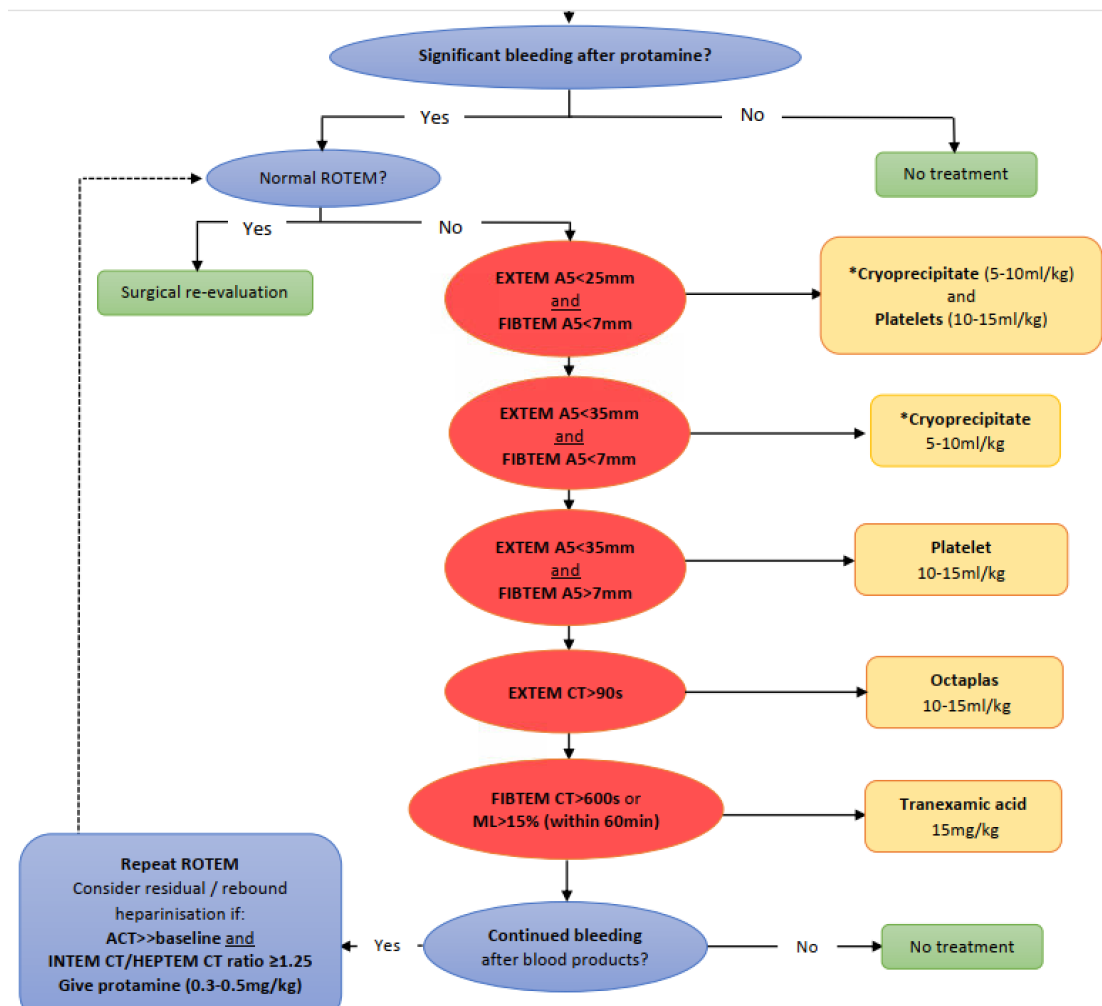 Significant bleeding after protamine?
Yes
No
Normal ROTEM?
No treatment
Yes
No
Surgical re-evaluation
EXTEM A5<25mm
and
FIBTEM A5<7mm
*Cryoprecipitate (5-10ml/kg)
and
Platelets (10-15ml/kg)
EXTEM A5<35mm
and
FIBTEM A5<7mm
*Cryoprecipitate
5-10ml/kg
EXTEM A5<35mm
and
FIBTEM A5>7mm
Platelet
10-15ml/kg
EXTEM CT>90s
Octaplas
10-15ml/kg
FIBTEM CT>600s or
ML>15% (within 60min)
Tranexamic acid
15mg/kg
Repeat ROTEM
Consider residual / rebound
heparinisation if:
ACT>>baseline and
INTEM CT/HEPTEM CT ratio ≥1.25
Give protamine (0.3-0.5mg/kg)
Yes
Continued bleeding
after blood products?
No
No treatment